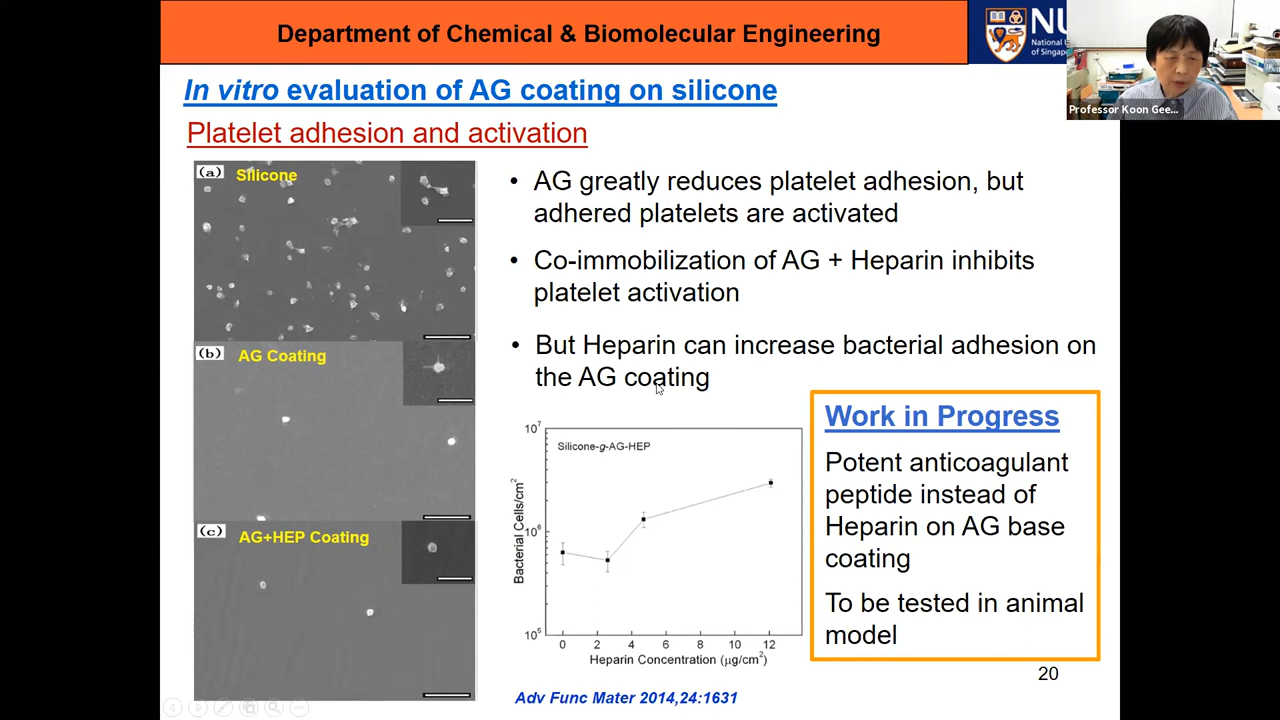 Department of Chemical & Biomolecular Engineering
NU
National U
of Singap
Professor Koon Gee...
In vitro evaluation of AG coating on silicone
Platelet adhesion and activation
(a) Silicone
(b) AG Coating
(c) AG+HEP Coating
• AG greatly reduces platelet adhesion, but
adhered platelets are activated
• Co-immobilization of AG + Heparin inhibits
platelet activation
• But Heparin can increase bacterial adhesion on
the AG coating
Silicone-g-AG-HEP
Bacterial Cells/cm²
10⁷
10⁶
10⁵
0 2 4 6 8 10 12
Heparin Concentration (μg/cm²)
Work in Progress
Potent anticoagulant
peptide instead of
Heparin on AG base
coating
To be tested in animal
model
20
Adv Func Mater 2014,24:1631